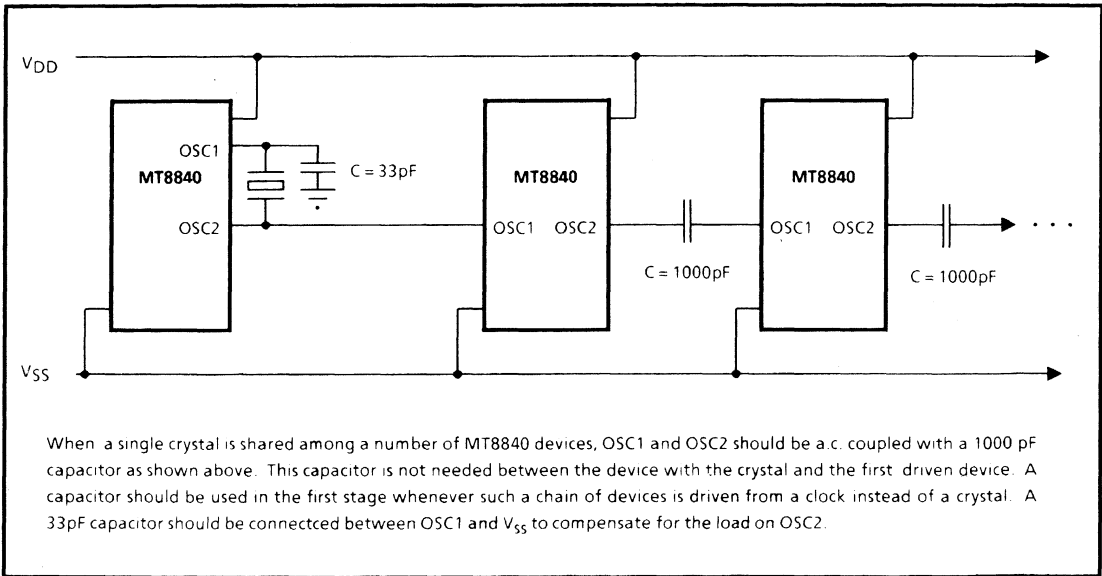 VDD
OSC1
MT8840
C = 33pF
OSC2
MT8840
OSC1 OSC2
C = 1000pF
MT8840
OSC1 OSC2
C = 1000pF
. . .
VSS
When a single crystal is shared among a number of MT8840 devices, OSC1 and OSC2 should be a.c. coupled with a 1000 pF
capacitor as shown above. This capacitor is not needed between the device with the crystal and the first driven device. A
capacitor should be used in the first stage whenever such a chain of devices is driven from a clock instead of a crystal. A
33pF capacitor should be connectced between OSC1 and VSS to compensate for the load on OSC2.